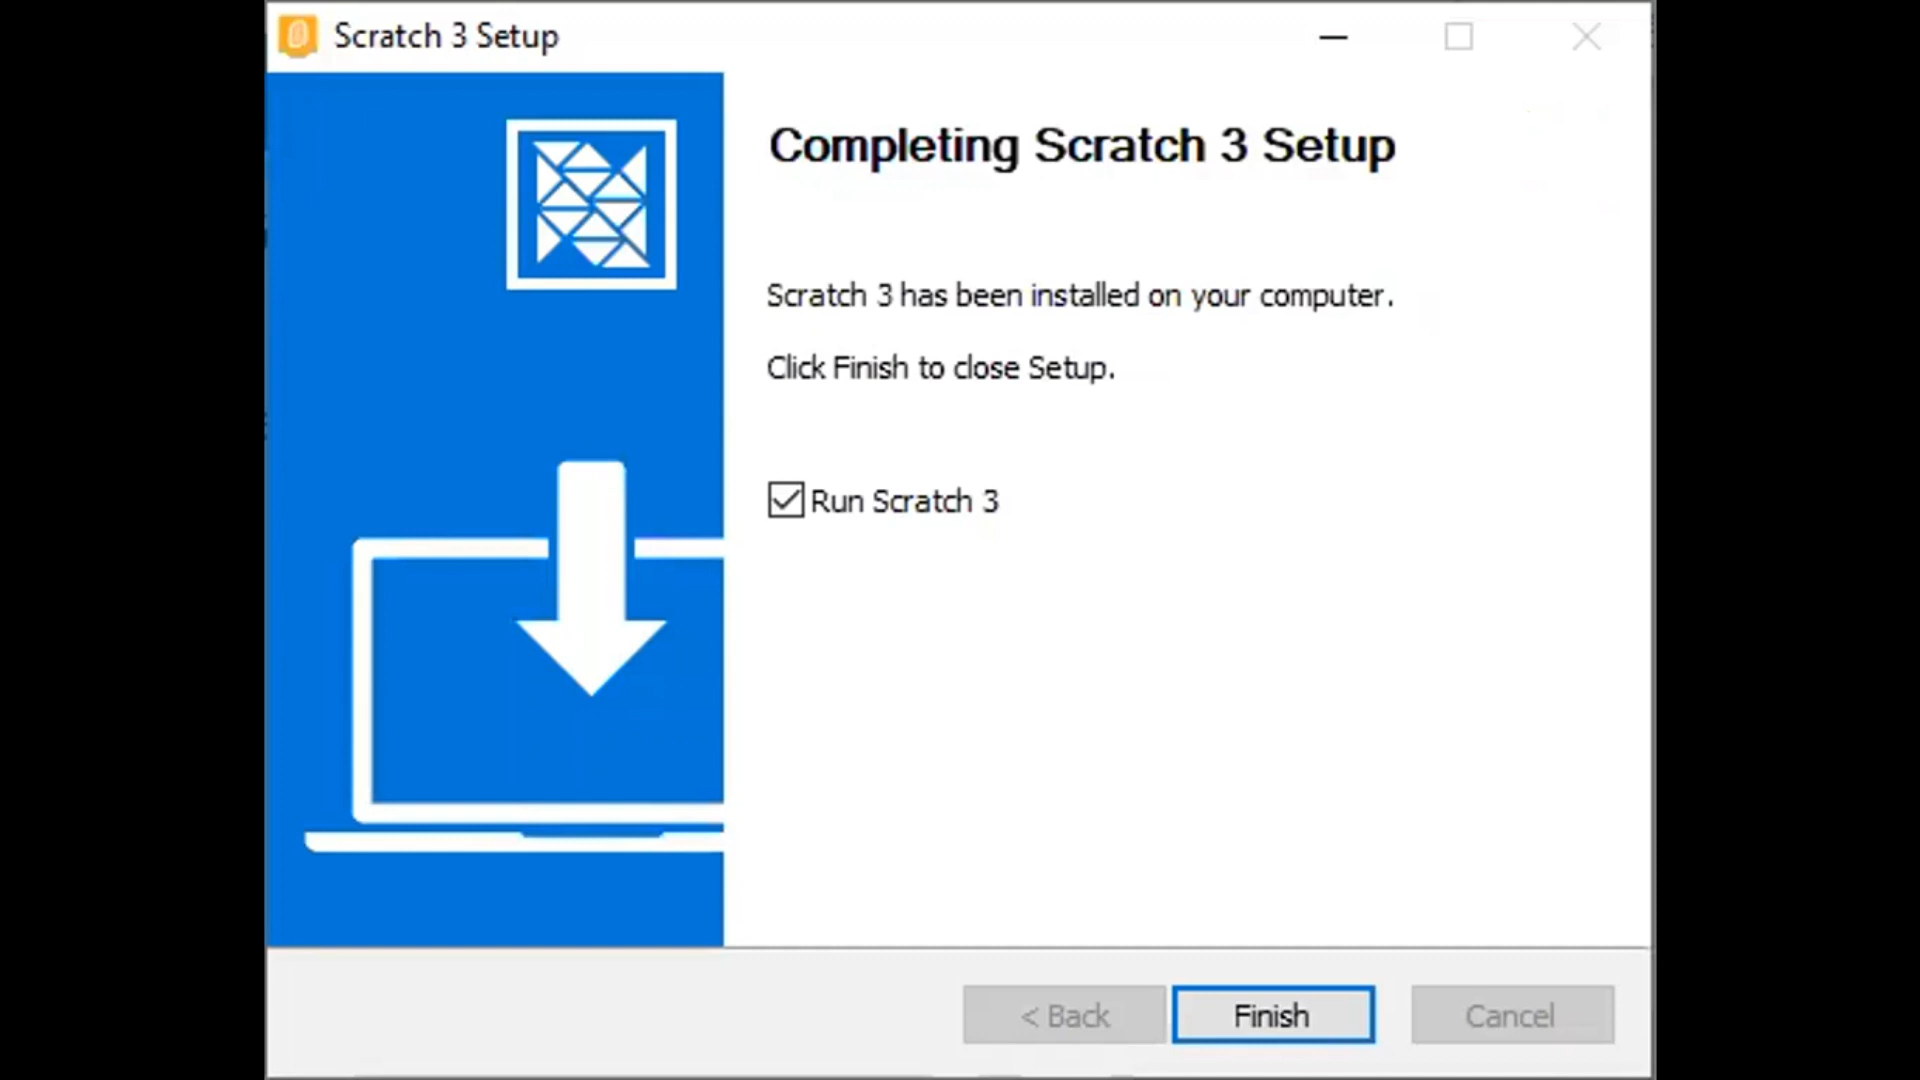 Scratch 3 Setup
Completing Scratch 3 Setup
Scratch 3 has been installed on your computer.
Click Finish to close Setup.
Run Scratch 3
< Back
Finish
Cancel